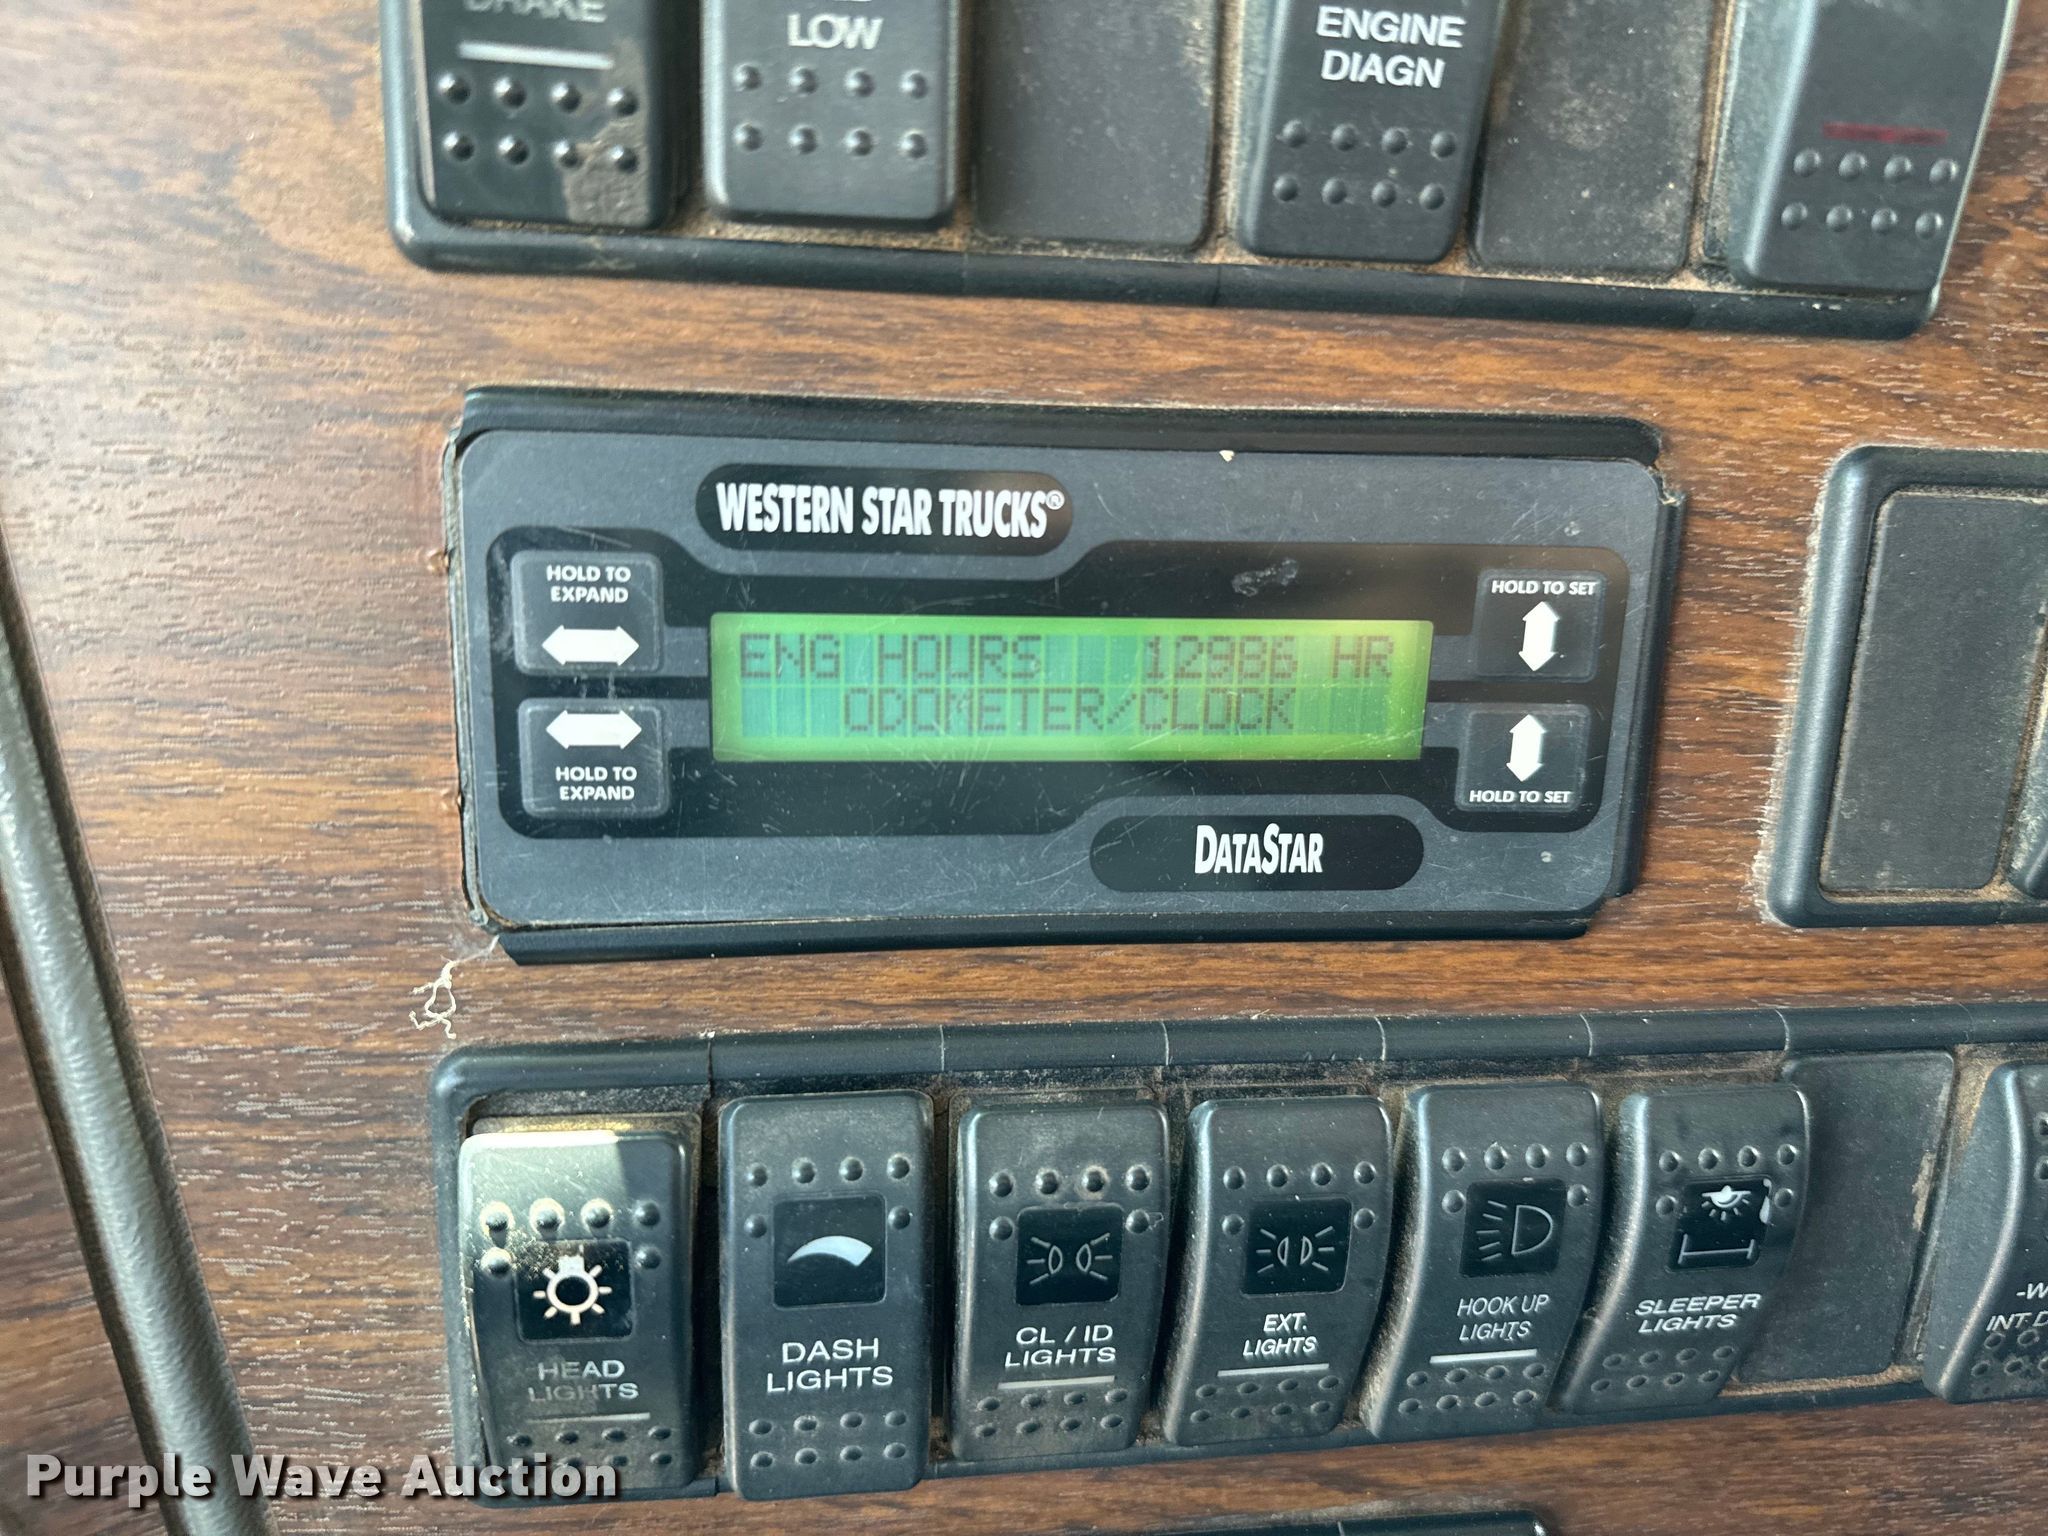 BRAKE
LOW
ENGINE
DIAGN
WESTERN STAR TRUCKS®
HOLD TO
EXPAND
HOLD TO SET
ENG HOURS 12986 HR
ODOMETER/CLOCK
HOLD TO
EXPAND
HOLD TO SET
DATASTAR
HEAD
LIGHTS
DASH
LIGHTS
CL / ID
LIGHTS
EXT.
LIGHTS
HOOK UP
LIGHTS
SLEEPER
LIGHTS
-W
INT D
Purple Wave Auction